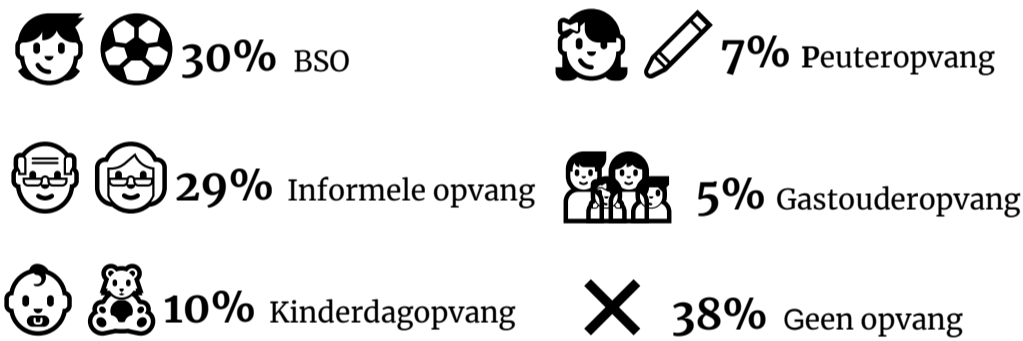 30% BSO
7% Peuteropvang
29% Informele opvang
5% Gastouderopvang
10% Kinderdagopvang
38% Geen opvang